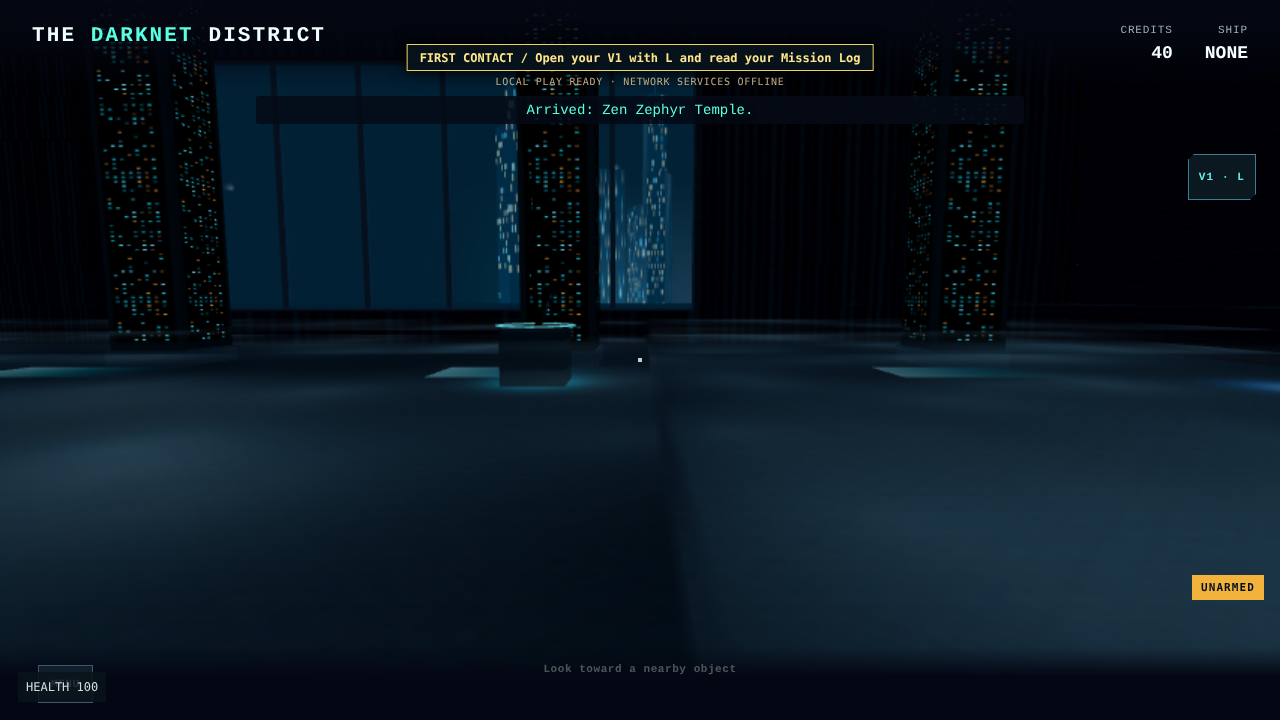 THE DARKNET DISTRICT
CREDITS
40
SHIP
NONE
FIRST CONTACT / Open your V1 with L and read your Mission Log
LOCAL PLAY READY · NETWORK SERVICES OFFLINE
Arrived: Zen Zephyr Temple.
V1 · L
UNARMED
Look toward a nearby object
HEALTH 100